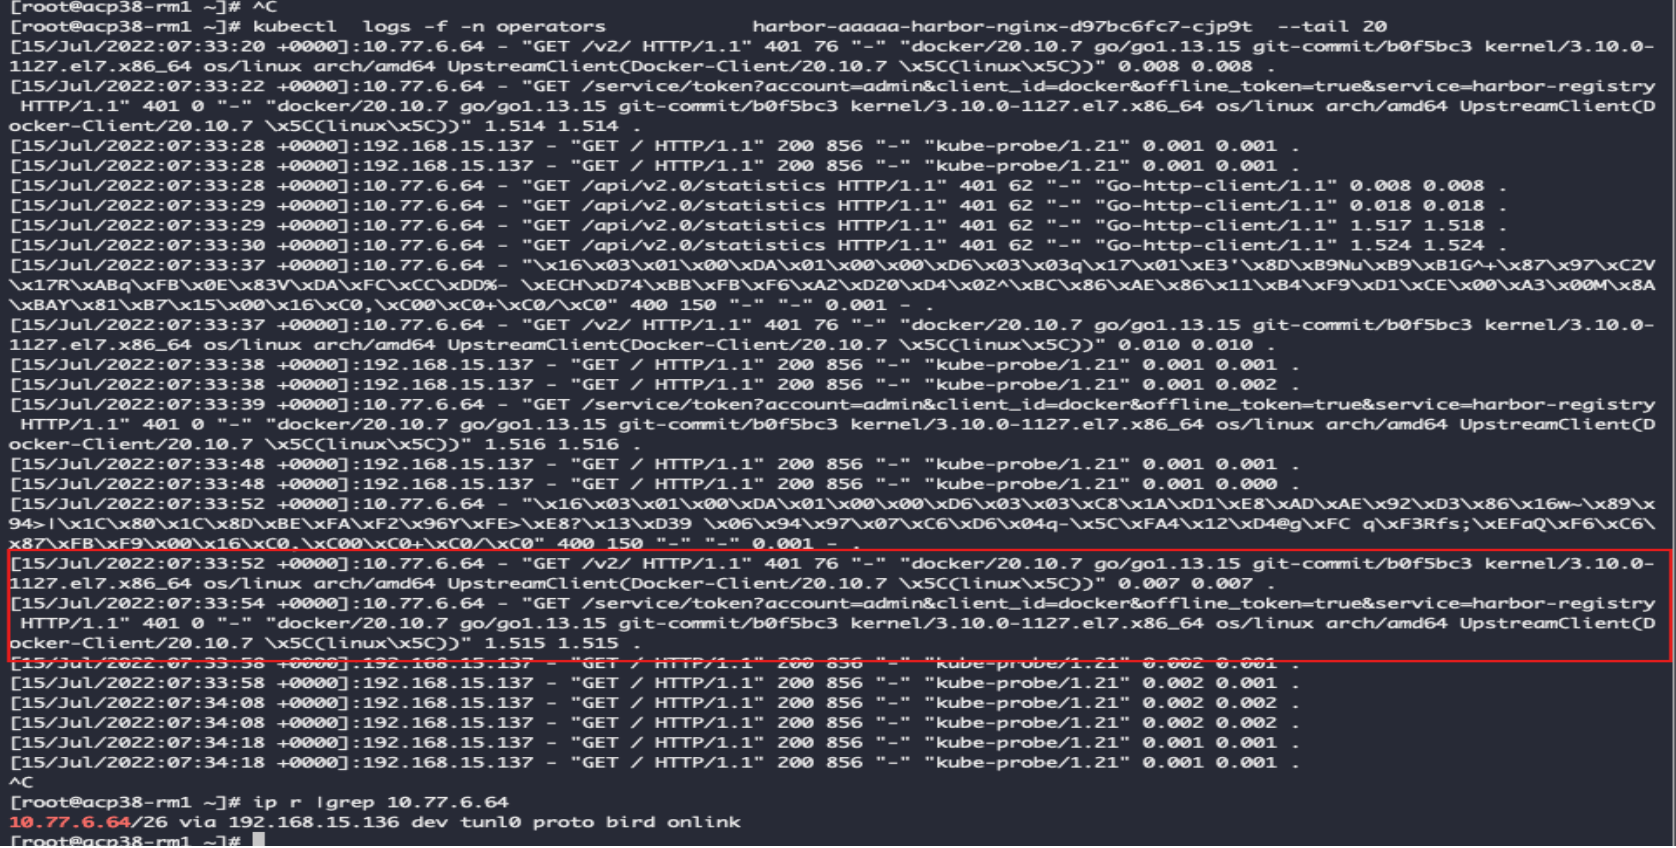 [root@acp38-rm1 ~]# ^C
[root@acp38-rm1 ~]# kubectl  logs -f -n operators            harbor-aaaaa-harbor-nginx-d97bc6fc7-cjp9t  --tail 20
[15/Jul/2022:07:33:20 +0000]:10.77.6.64 - "GET /v2/ HTTP/1.1" 401 76 "-" "docker/20.10.7 go/go1.13.15 git-commit/b0f5bc3 kernel/3.10.0-
1127.el7.x86_64 os/linux arch/amd64 UpstreamClient(Docker-Client/20.10.7 \x5C(linux\x5C))" 0.008 0.008 .
[15/Jul/2022:07:33:22 +0000]:10.77.6.64 - "GET /service/token?account=admin&client_id=docker&offline_token=true&service=harbor-registry
 HTTP/1.1" 401 0 "-" "docker/20.10.7 go/go1.13.15 git-commit/b0f5bc3 kernel/3.10.0-1127.el7.x86_64 os/linux arch/amd64 UpstreamClient(D
ocker-Client/20.10.7 \x5C(linux\x5C))" 1.514 1.514 .
[15/Jul/2022:07:33:28 +0000]:192.168.15.137 - "GET / HTTP/1.1" 200 856 "-" "kube-probe/1.21" 0.001 0.001 .
[15/Jul/2022:07:33:28 +0000]:192.168.15.137 - "GET / HTTP/1.1" 200 856 "-" "kube-probe/1.21" 0.001 0.001 .
[15/Jul/2022:07:33:28 +0000]:10.77.6.64 - "GET /api/v2.0/statistics HTTP/1.1" 401 62 "-" "Go-http-client/1.1" 0.008 0.008 .
[15/Jul/2022:07:33:29 +0000]:10.77.6.64 - "GET /api/v2.0/statistics HTTP/1.1" 401 62 "-" "Go-http-client/1.1" 0.018 0.018 .
[15/Jul/2022:07:33:29 +0000]:10.77.6.64 - "GET /api/v2.0/statistics HTTP/1.1" 401 62 "-" "Go-http-client/1.1" 1.517 1.518 .
[15/Jul/2022:07:33:30 +0000]:10.77.6.64 - "GET /api/v2.0/statistics HTTP/1.1" 401 62 "-" "Go-http-client/1.1" 1.524 1.524 .
[15/Jul/2022:07:33:37 +0000]:10.77.6.64 - "\x16\x03\x01\x00\xDA\x01\x00\x00\xD6\x03\x03q\x17\x01\xE3'\x8D\xB9Nu\xB9\xB1G^+\x87\x97\xC2V
\x17R\xABq\xFB\x0E\x83V\xDA\xFC\xCC\xDD%- \xECH\xD74\xBB\xFB\xF6\xA2\xD20\xD4\x02^\xBC\x86\xAE\x86\x11\xB4\xF9\xD1\xCE\x00\xA3\x00M\x8A
\xBAY\x81\xB7\x15\x00\x16\xC0,\xC00\xC0+\xC0/\xC0" 400 150 "-" "-" 0.001 - .
[15/Jul/2022:07:33:37 +0000]:10.77.6.64 - "GET /v2/ HTTP/1.1" 401 76 "-" "docker/20.10.7 go/go1.13.15 git-commit/b0f5bc3 kernel/3.10.0-
1127.el7.x86_64 os/linux arch/amd64 UpstreamClient(Docker-Client/20.10.7 \x5C(linux\x5C))" 0.010 0.010 .
[15/Jul/2022:07:33:38 +0000]:192.168.15.137 - "GET / HTTP/1.1" 200 856 "-" "kube-probe/1.21" 0.001 0.001 .
[15/Jul/2022:07:33:38 +0000]:192.168.15.137 - "GET / HTTP/1.1" 200 856 "-" "kube-probe/1.21" 0.001 0.002 .
[15/Jul/2022:07:33:39 +0000]:10.77.6.64 - "GET /service/token?account=admin&client_id=docker&offline_token=true&service=harbor-registry
 HTTP/1.1" 401 0 "-" "docker/20.10.7 go/go1.13.15 git-commit/b0f5bc3 kernel/3.10.0-1127.el7.x86_64 os/linux arch/amd64 UpstreamClient(D
ocker-Client/20.10.7 \x5C(linux\x5C))" 1.516 1.516 .
[15/Jul/2022:07:33:48 +0000]:192.168.15.137 - "GET / HTTP/1.1" 200 856 "-" "kube-probe/1.21" 0.001 0.001 .
[15/Jul/2022:07:33:48 +0000]:192.168.15.137 - "GET / HTTP/1.1" 200 856 "-" "kube-probe/1.21" 0.001 0.000 .
[15/Jul/2022:07:33:52 +0000]:10.77.6.64 - "\x16\x03\x01\x00\xDA\x01\x00\x00\xD6\x03\x03\xC8\x1A\xD1\xE8\xAD\xAE\x92\xD3\x86\x16w~\x89\x
94>|\x1C\x80\x1C\x8D\xBE\xFA\xF2\x96Y\xFE>\xE8?\x13\xD39 \x06\x94\x97\x07\xC6\xD6\x04q-\x5C\xFA4\x12\xD4@g\xFC q\xF3Rfs;\xEFaQ\xF6\xC6\
x87\xFB\xF9\x00\x16\xC0,\xC00\xC0+\xC0/\xC0" 400 150 "-" "-" 0.001 - .
[15/Jul/2022:07:33:52 +0000]:10.77.6.64 - "GET /v2/ HTTP/1.1" 401 76 "-" "docker/20.10.7 go/go1.13.15 git-commit/b0f5bc3 kernel/3.10.0-
1127.el7.x86_64 os/linux arch/amd64 UpstreamClient(Docker-Client/20.10.7 \x5C(linux\x5C))" 0.007 0.007 .
[15/Jul/2022:07:33:54 +0000]:10.77.6.64 - "GET /service/token?account=admin&client_id=docker&offline_token=true&service=harbor-registry
 HTTP/1.1" 401 0 "-" "docker/20.10.7 go/go1.13.15 git-commit/b0f5bc3 kernel/3.10.0-1127.el7.x86_64 os/linux arch/amd64 UpstreamClient(D
ocker-Client/20.10.7 \x5C(linux\x5C))" 1.515 1.515 .
[15/Jul/2022:07:33:58 +0000]:192.168.15.137 - "GET / HTTP/1.1" 200 856 "-" "kube-probe/1.21" 0.002 0.001 .
[15/Jul/2022:07:33:58 +0000]:192.168.15.137 - "GET / HTTP/1.1" 200 856 "-" "kube-probe/1.21" 0.002 0.001 .
[15/Jul/2022:07:34:08 +0000]:192.168.15.137 - "GET / HTTP/1.1" 200 856 "-" "kube-probe/1.21" 0.002 0.002 .
[15/Jul/2022:07:34:08 +0000]:192.168.15.137 - "GET / HTTP/1.1" 200 856 "-" "kube-probe/1.21" 0.002 0.002 .
[15/Jul/2022:07:34:18 +0000]:192.168.15.137 - "GET / HTTP/1.1" 200 856 "-" "kube-probe/1.21" 0.001 0.001 .
[15/Jul/2022:07:34:18 +0000]:192.168.15.137 - "GET / HTTP/1.1" 200 856 "-" "kube-probe/1.21" 0.001 0.001 .
^C
[root@acp38-rm1 ~]# ip r |grep 10.77.6.64
10.77.6.64/26 via 192.168.15.136 dev tunl0 proto bird onlink
[root@acp38-rm1 ~]#